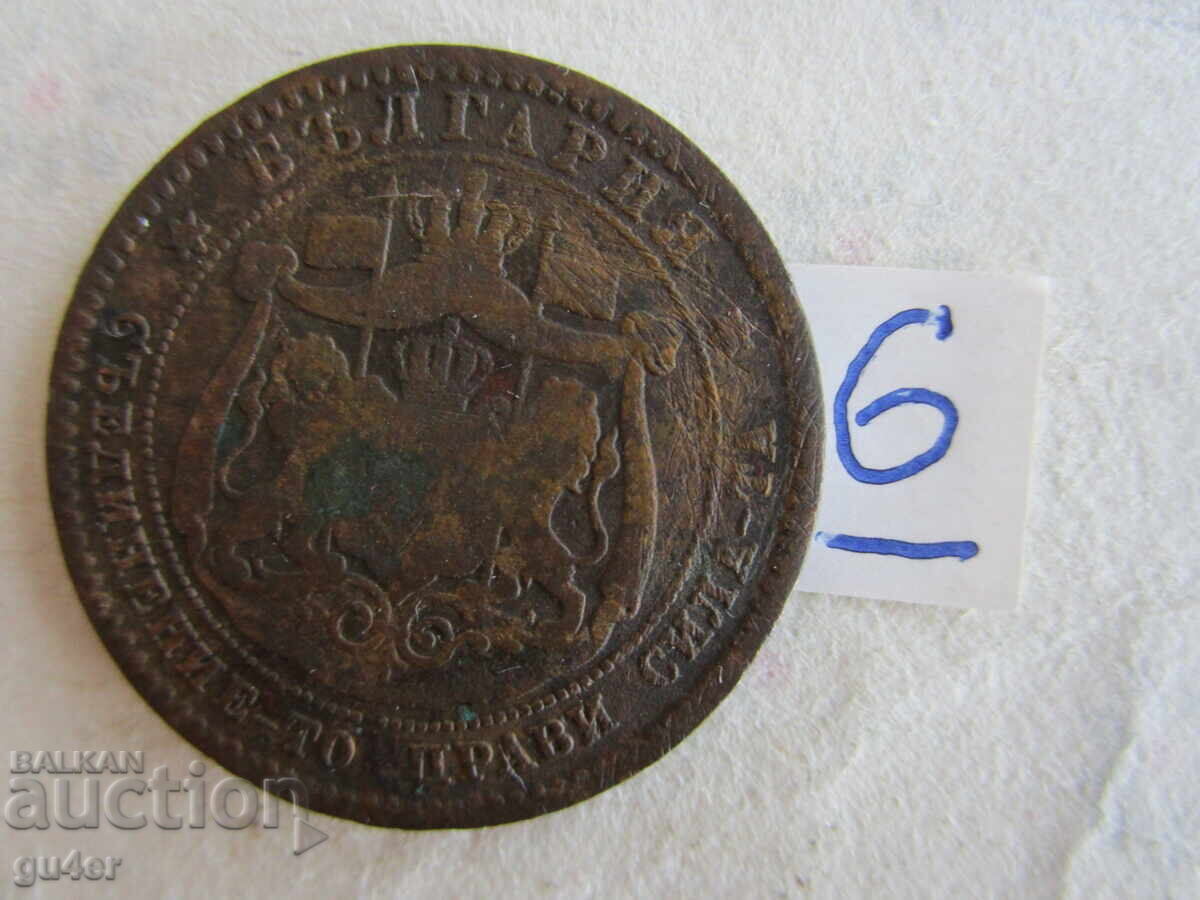 БЪЛГАРИЯ
СЪЕДИНЕНИЕ-ТО ПРАВИ СИЛА-ТА
6
BALKAN
auction
gu4er